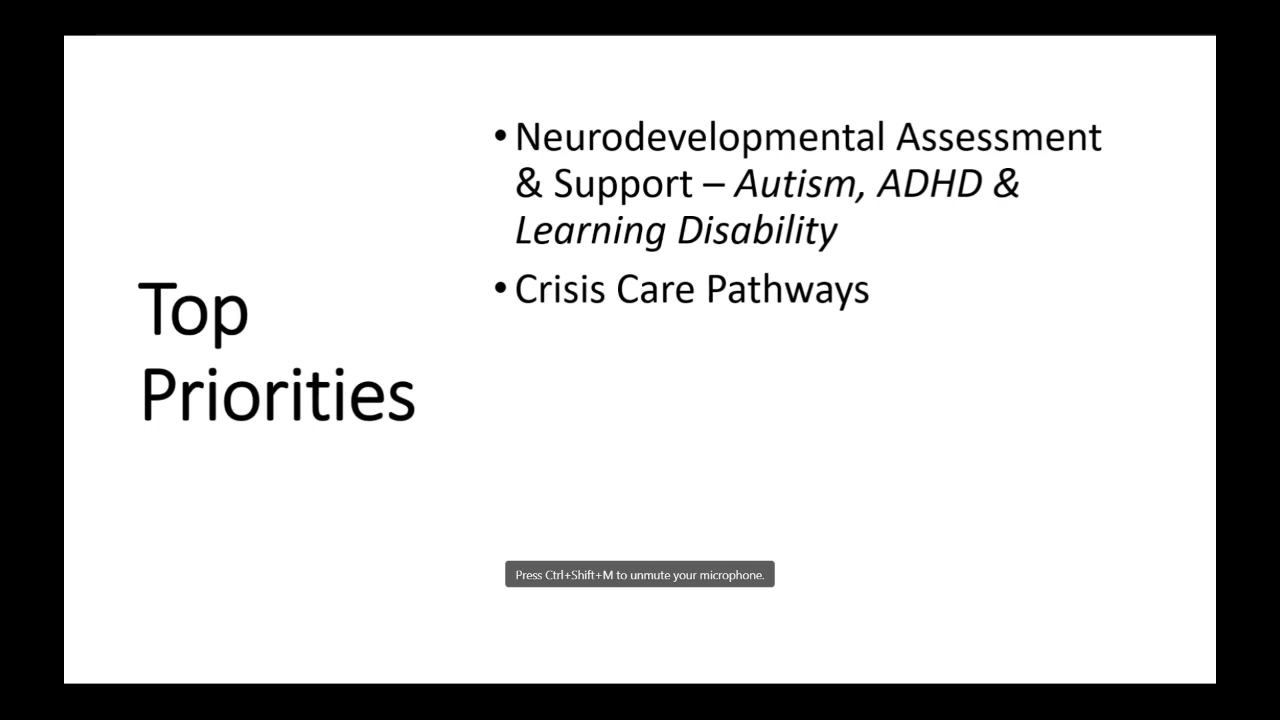 Top
Priorities
• Neurodevelopmental Assessment
& Support – Autism, ADHD &
Learning Disability
• Crisis Care Pathways
Press Ctrl+Shift+M to unmute your microphone.